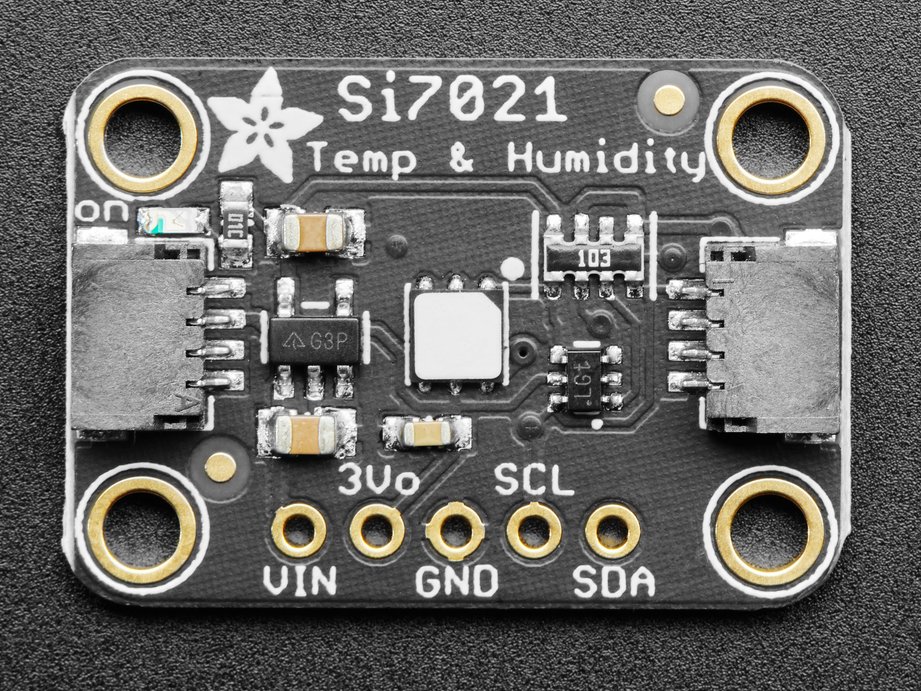 Si7021
Temp & Humidity
on
103
G3P
3Vo
SCL
VIN
GND
SDA